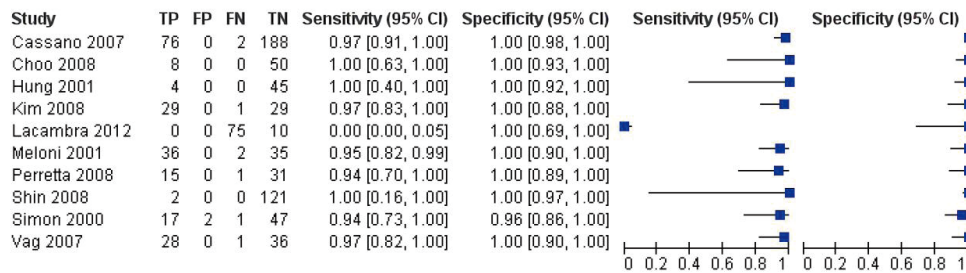 Study TP FP FN TN Sensitivity (95% CI) Specificity (95% CI) Sensitivity (95% CI) Specificity (95% CI)
Cassano 2007 76 0 2 188 0.97 [0.91, 1.00] 1.00 [0.98, 1.00]
Choo 2008 8 0 0 50 1.00 [0.63, 1.00] 1.00 [0.93, 1.00]
Hung 2001 4 0 0 45 1.00 [0.40, 1.00] 1.00 [0.92, 1.00]
Kim 2008 29 0 1 29 0.97 [0.83, 1.00] 1.00 [0.88, 1.00]
Lacambra 2012 0 0 75 10 0.00 [0.00, 0.05] 1.00 [0.69, 1.00]
Meloni 2001 36 0 2 35 0.95 [0.82, 0.99] 1.00 [0.90, 1.00]
Perretta 2008 15 0 1 31 0.94 [0.70, 1.00] 1.00 [0.89, 1.00]
Shin 2008 2 0 0 121 1.00 [0.16, 1.00] 1.00 [0.97, 1.00]
Simon 2000 17 2 1 47 0.94 [0.73, 1.00] 0.96 [0.86, 1.00]
Vag 2007 28 0 1 36 0.97 [0.82, 1.00] 1.00 [0.90, 1.00]
0 0.2 0.4 0.6 0.8 1 0 0.2 0.4 0.6 0.8 1